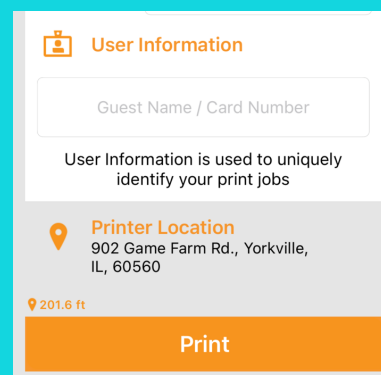 User Information
Guest Name / Card Number
User Information is used to uniquely
identify your print jobs
Printer Location
902 Game Farm Rd., Yorkville,
IL, 60560
201.6 ft
Print